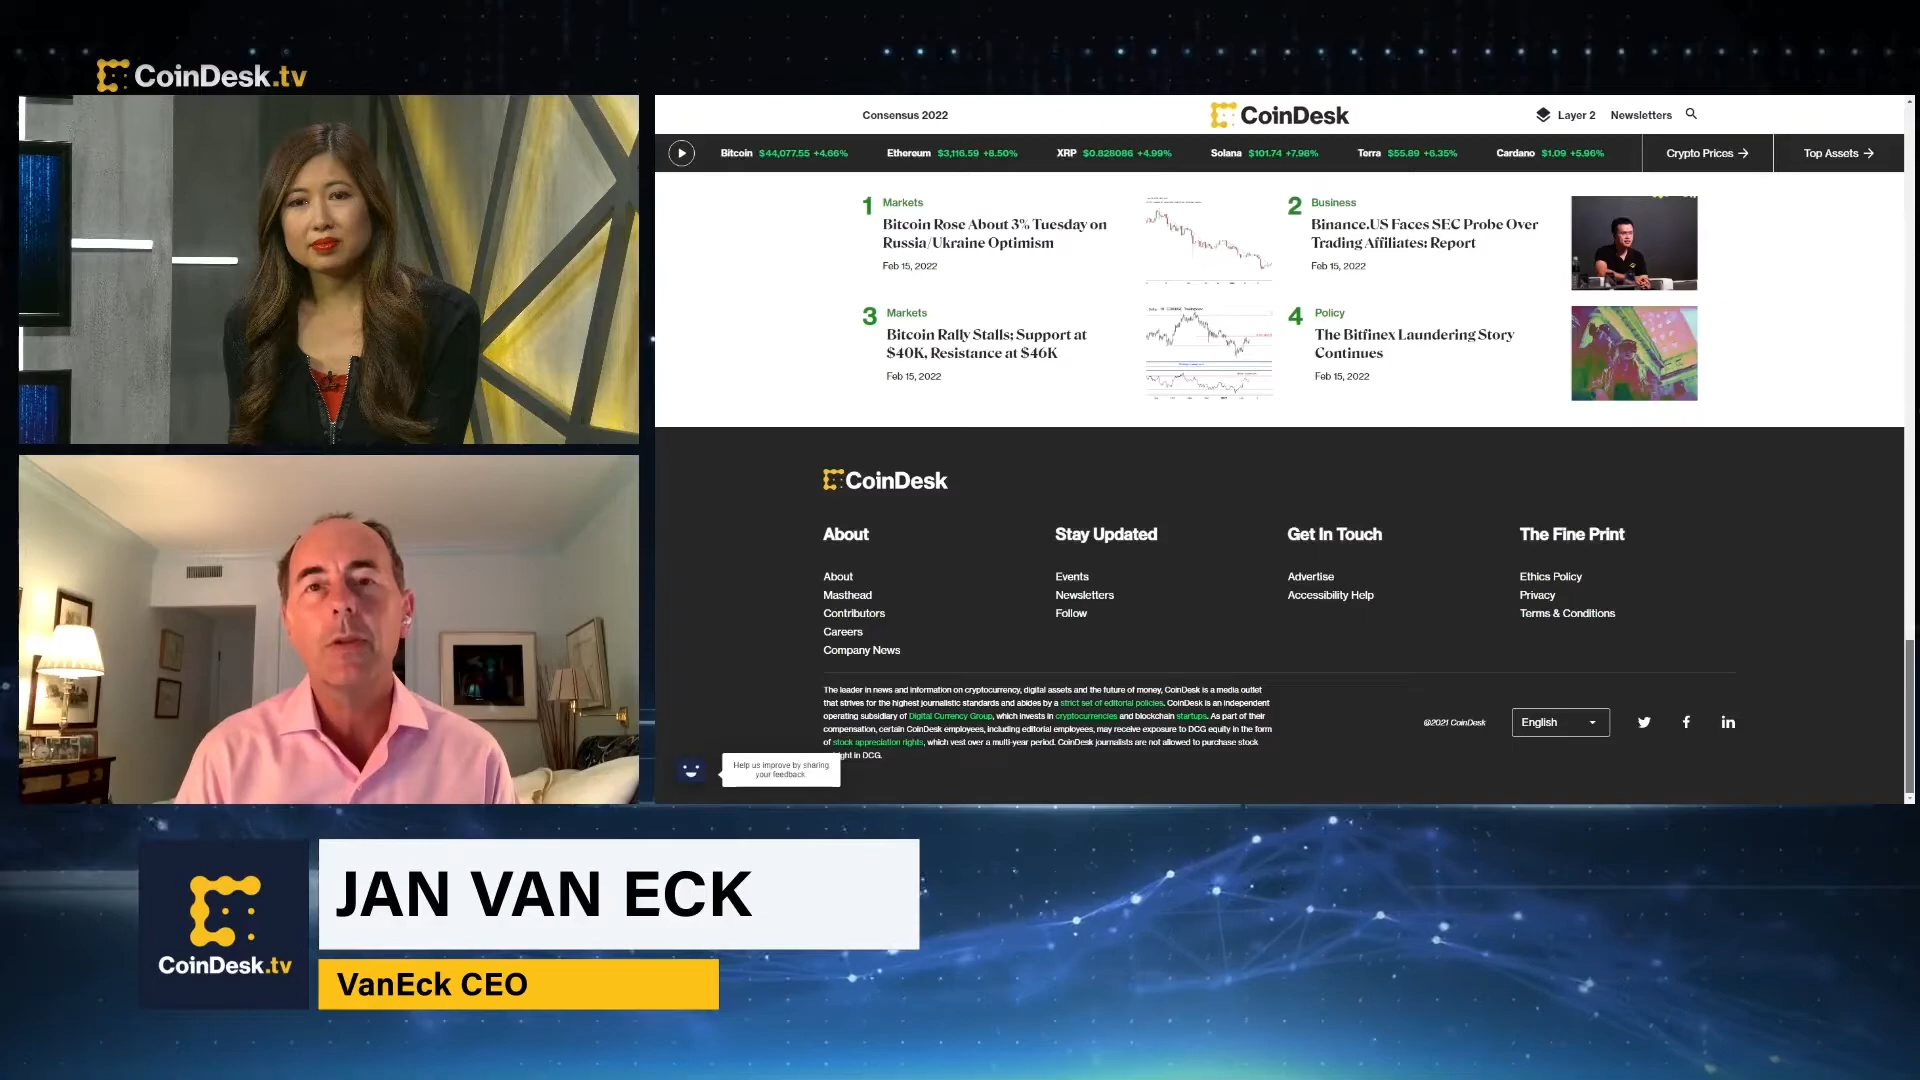 CoinDesk.tv
Consensus 2022
CoinDesk
Layer 2
Newsletters
Bitcoin $44,077.55 +4.66%
Ethereum $3,116.59 +8.50%
XRP $0.828086 +4.99%
Solana $101.74 +7.98%
Terra $55.89 +6.35%
Cardano $1.09 +5.96%
Crypto Prices →
Top Assets →
1
Markets
Bitcoin Rose About 3% Tuesday on
Russia/Ukraine Optimism
Feb 15, 2022
2
Business
Binance.US Faces SEC Probe Over
Trading Affiliates: Report
Feb 15, 2022
3
Markets
Bitcoin Rally Stalls; Support at
$40K, Resistance at $46K
Feb 15, 2022
4
Policy
The Bitfinex Laundering Story
Continues
Feb 15, 2022
CoinDesk
About
About
Masthead
Contributors
Careers
Company News
Stay Updated
Events
Newsletters
Follow
Get In Touch
Advertise
Accessibility Help
The Fine Print
Ethics Policy
Privacy
Terms & Conditions
The leader in news and information on cryptocurrency, digital assets and the future of money, CoinDesk is a media outlet
that strives for the highest journalistic standards and abides by a strict set of editorial policies. CoinDesk is an independent
operating subsidiary of Digital Currency Group, which invests in cryptocurrencies and blockchain startups. As part of their
compensation, certain CoinDesk employees, including editorial employees, may receive exposure to DCG equity in the form
of stock appreciation rights, which vest over a multi-year period. CoinDesk journalists are not allowed to purchase stock
in DCG.
@2021 CoinDesk
English
Help us improve by sharing
your feedback.
JAN VAN ECK
VanEck CEO
CoinDesk.tv